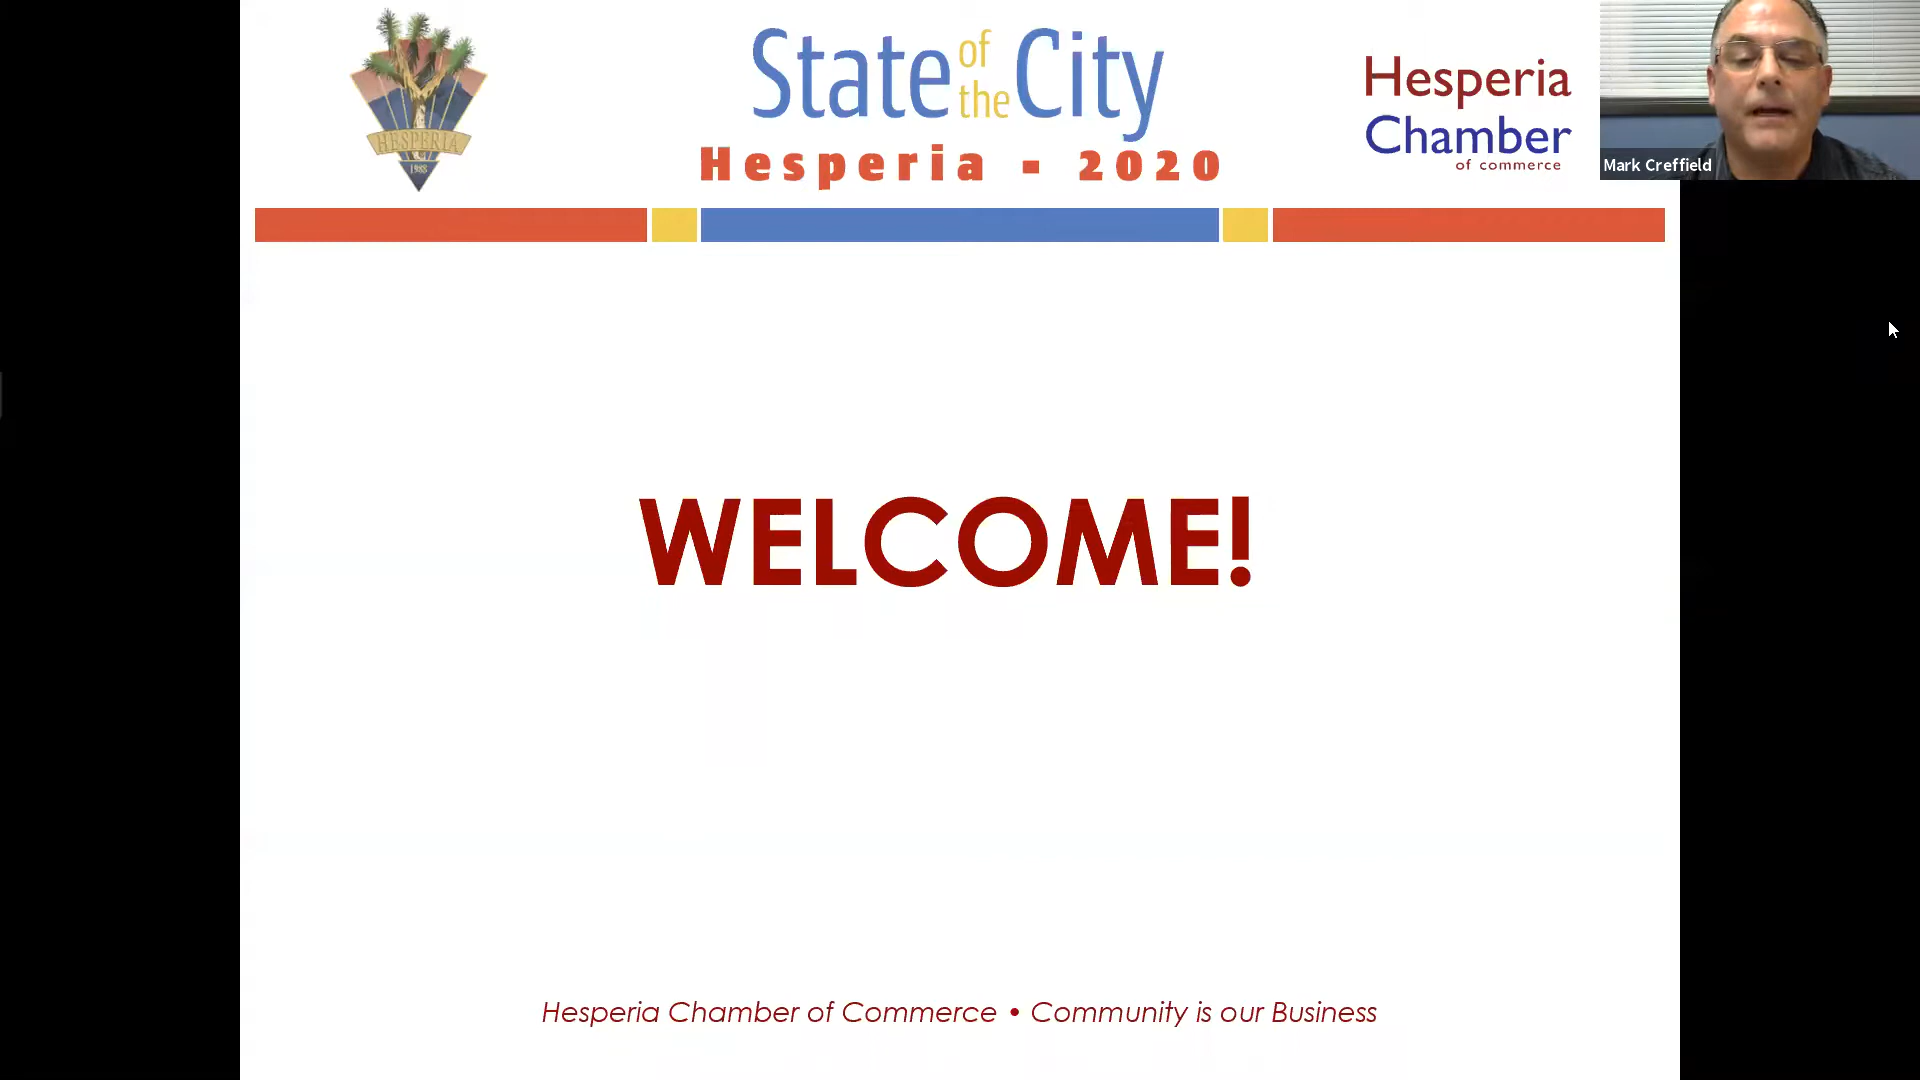 HESPERIA
1988
State of the City
Hesperia - 2020
Hesperia
Chamber
of commerce
Mark Creffield
WELCOME!
Hesperia Chamber of Commerce • Community is our Business